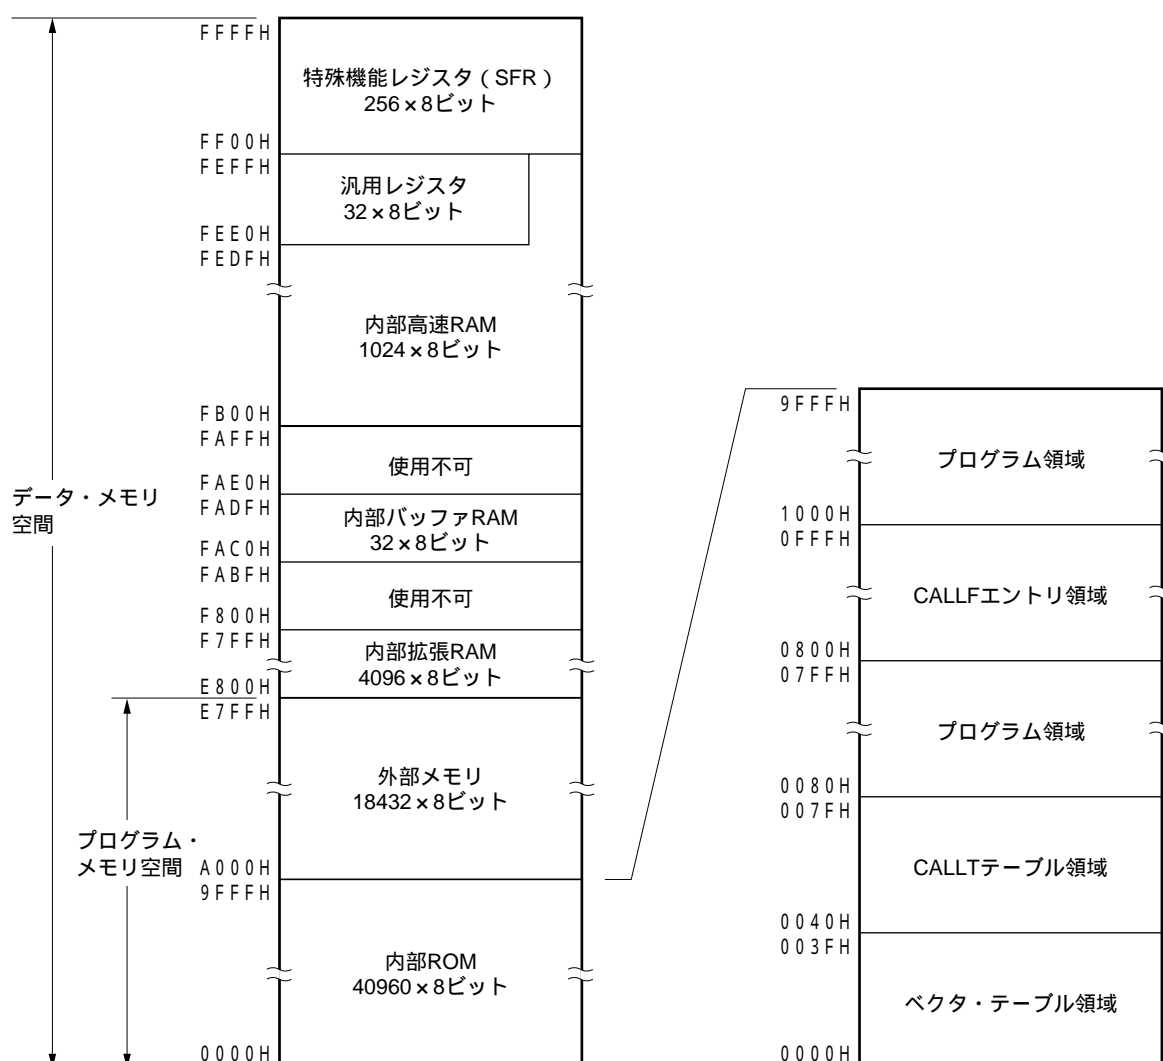 FFFFH
特殊機能レジスタ（SFR）
256×8ビット
FF00H
FEFFH
汎用レジスタ
32×8ビット
FEE0H
FEDFH
内部高速RAM
1024×8ビット
FB00H
FAFFH
使用不可
FAE0H
データ・メモリ
空間
FADFH
内部バッファRAM
32×8ビット
FAC0H
FABFH
使用不可
F800H
F7FFH
内部拡張RAM
4096×8ビット
E800H
E7FFH
外部メモリ
18432×8ビット
プログラム・
メモリ空間
A000H
9FFFH
内部ROM
40960×8ビット
0000H
9FFFH
プログラム領域
1000H
0FFFH
CALLFエントリ領域
0800H
07FFH
プログラム領域
0080H
007FH
CALLTテーブル領域
0040H
003FH
ベクタ・テーブル領域
0000H